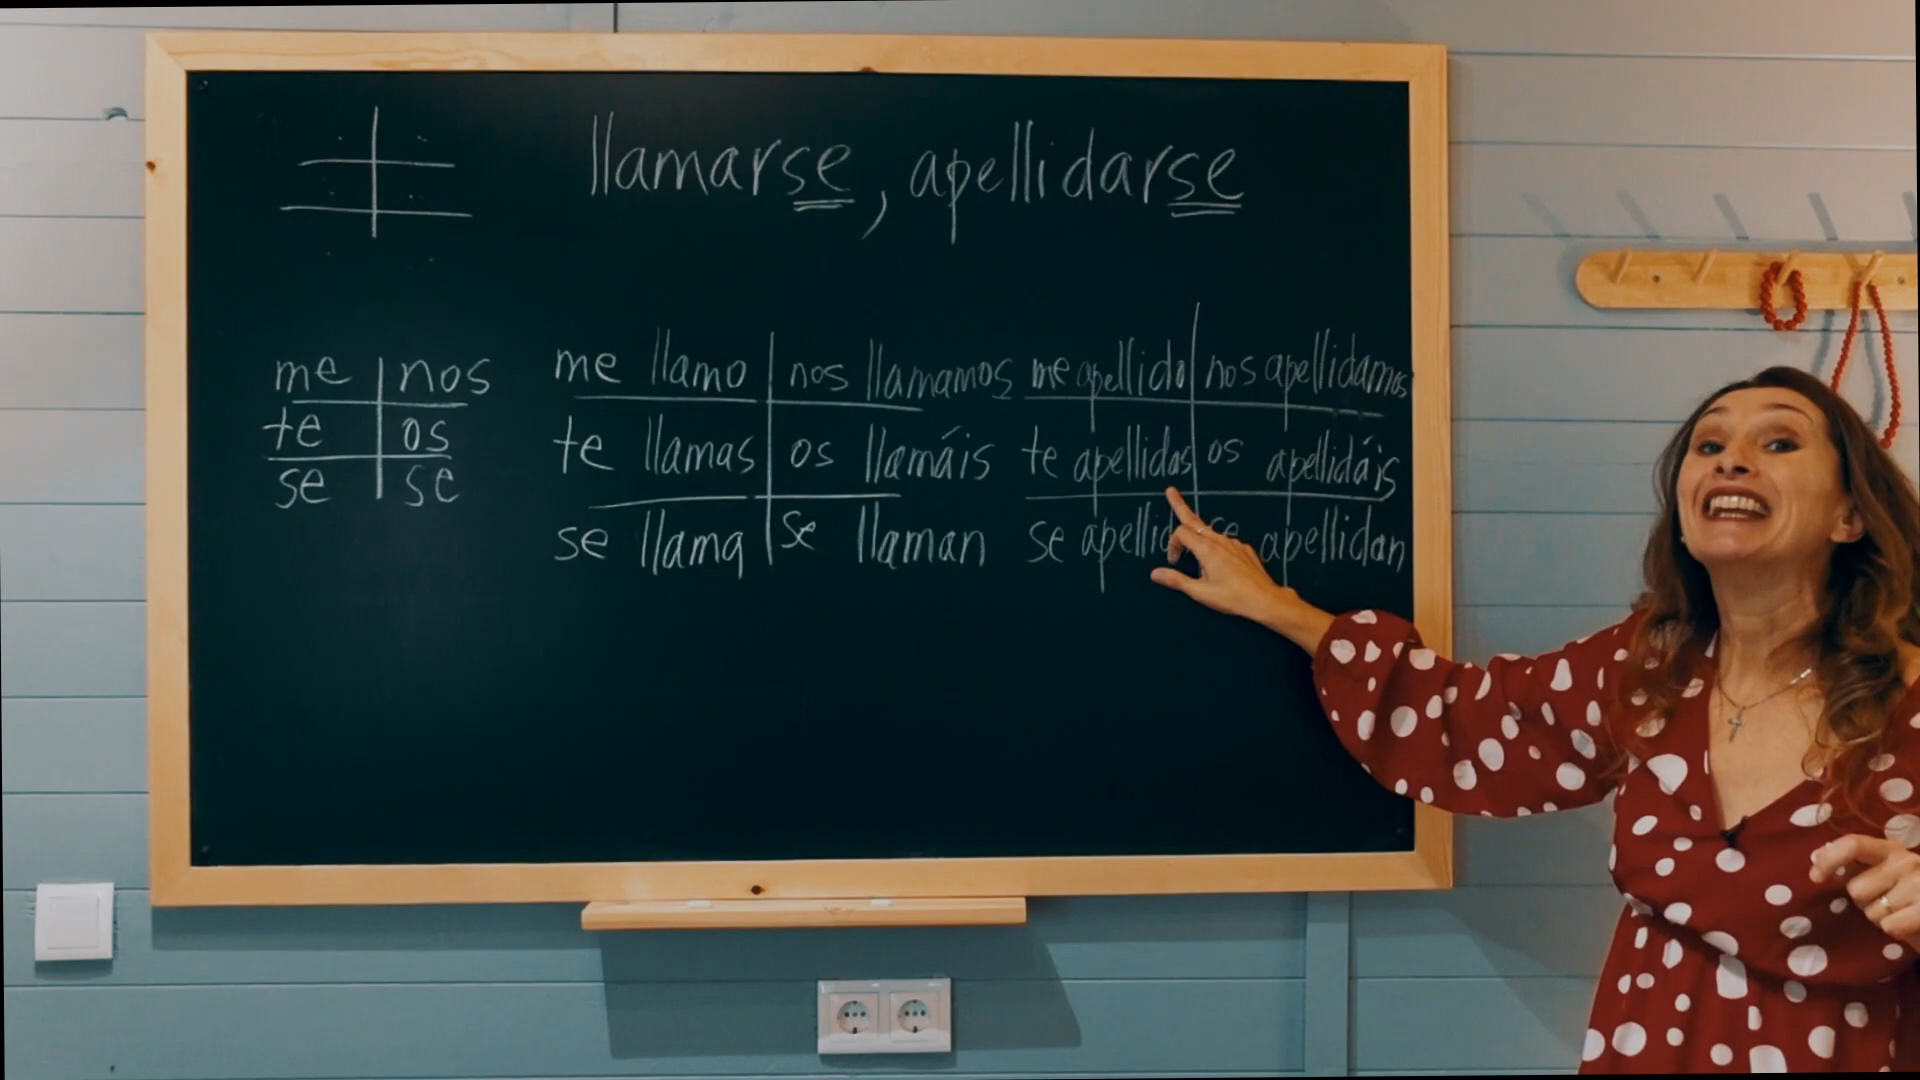 llamarse, apellidarse
me nos me llamo nos llamamos me apellido nos apellidamos
te os te llamas os llamáis te apellidas os apellidáis
se se se llama se llaman se apellidan